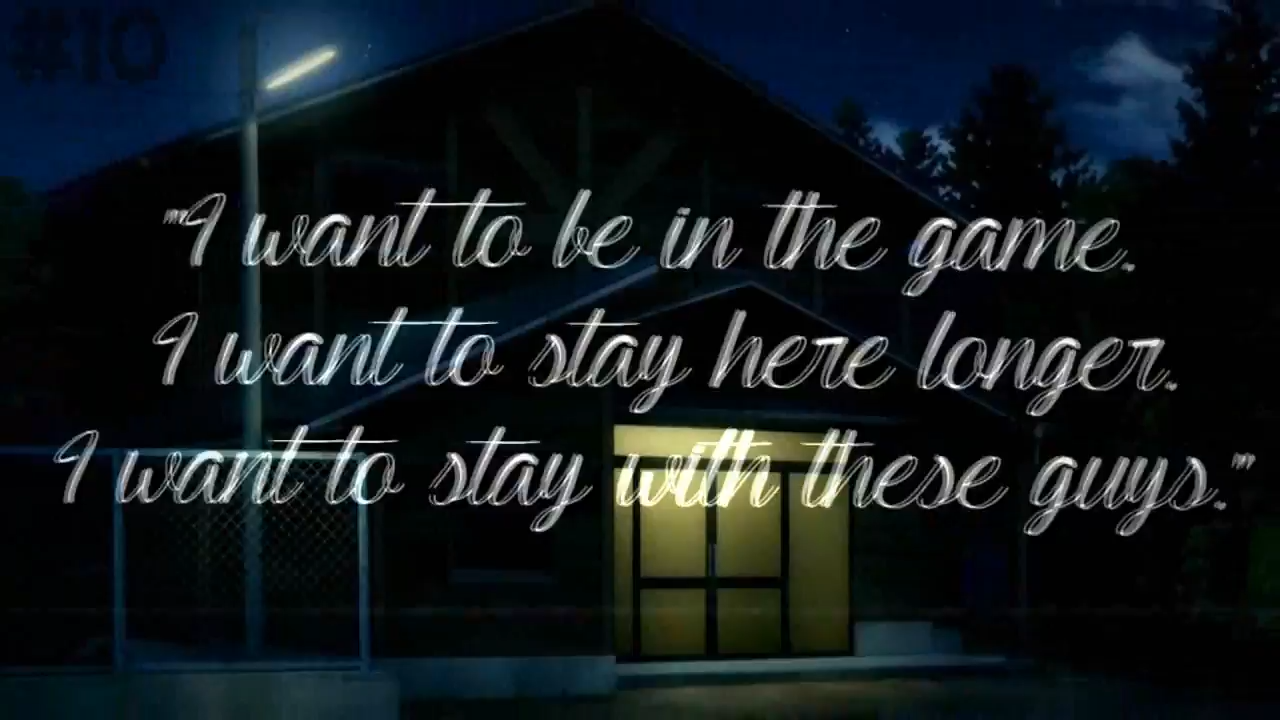 #10
"'I want to be in the game.
I want to stay here longer.
I want to stay with these guys.'"